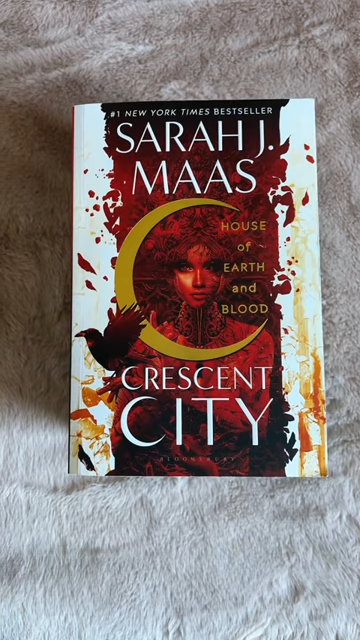 #1 NEW YORK TIMES BESTSELLER
SARAH J.
MAAS
HOUSE
of
EARTH
and
BLOOD
CRESCENT
CITY
BLOOMSBURY